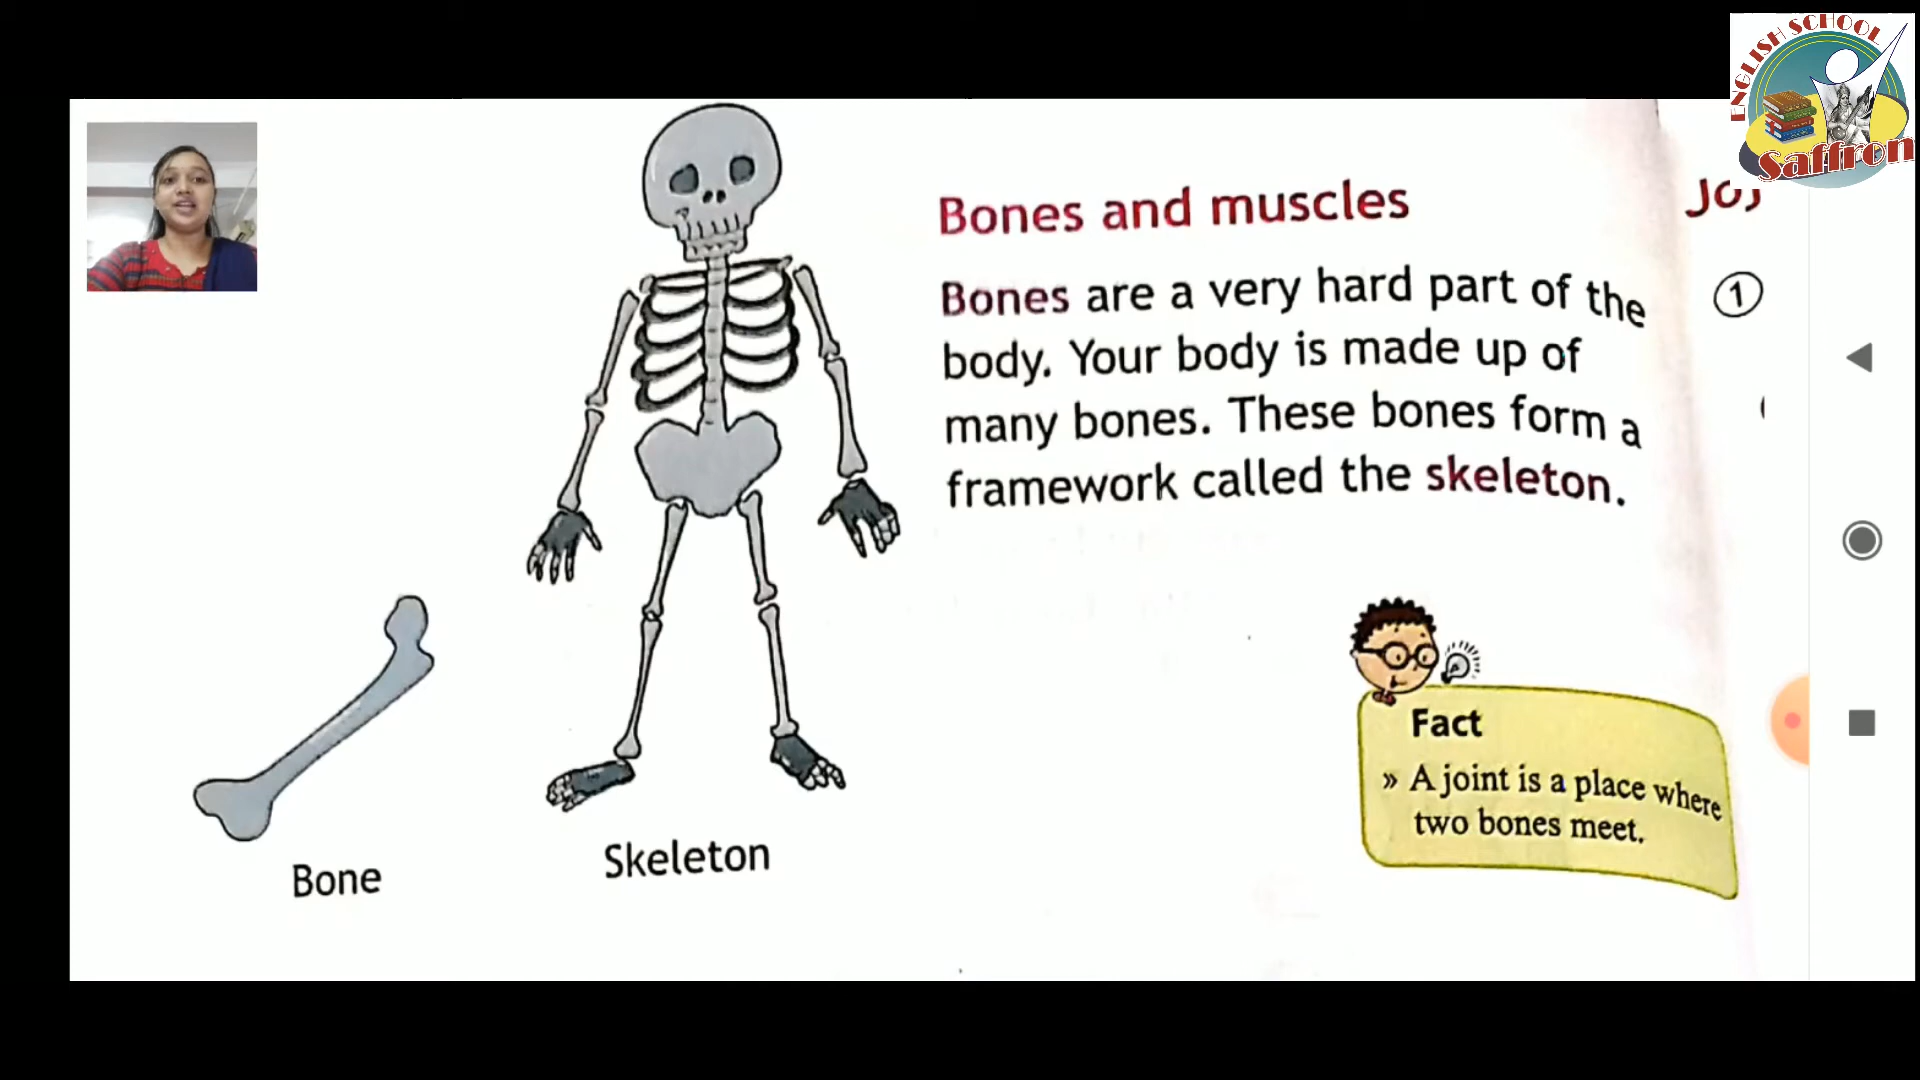 ENGLISH SCHOOL
Saffron
Bones and muscles
Bones are a very hard part of the
body. Your body is made up of
many bones. These bones form a
framework called the skeleton.
1
Fact
» A joint is a place where
two bones meet.
Bone
Skeleton